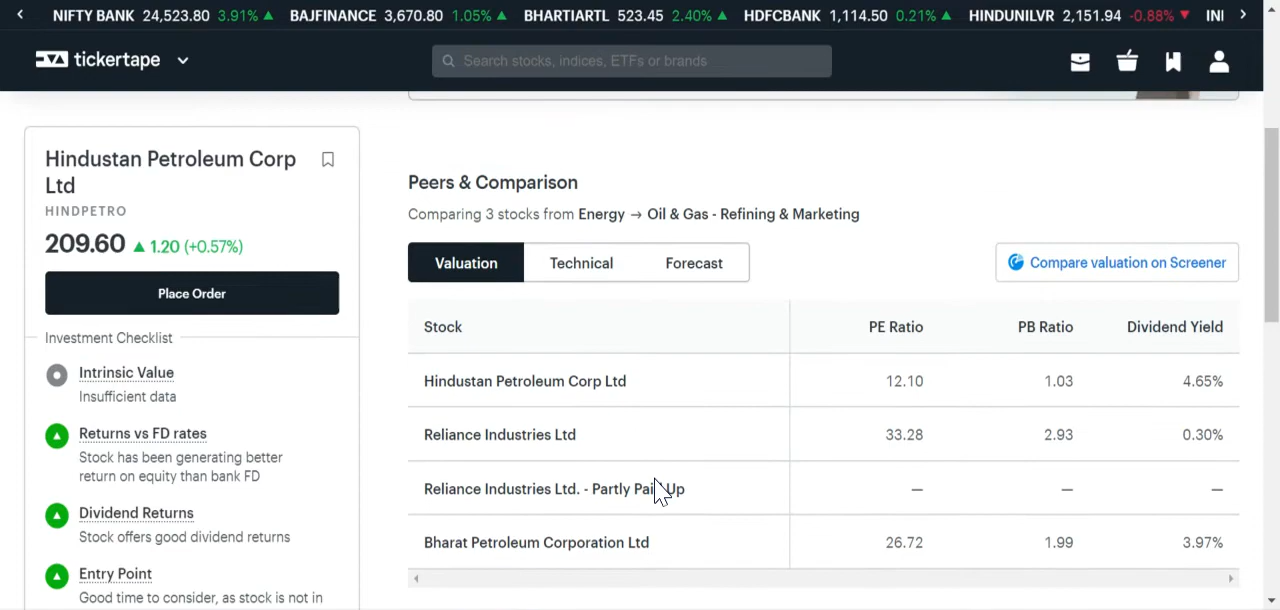 NIFTY BANK 24,523.80 3.91% BAJFINANCE 3,670.80 1.05% BHARTIARTL 523.45 2.40% HDFCBANK 1,114.50 0.21% HINDUNILVR 2,151.94 -0.88% INI
tickertape
Search stocks, indices, ETFs or brands
Hindustan Petroleum Corp
Ltd
HINDPETRO
209.60 1.20 (+0.57%)
Place Order
Investment Checklist
Intrinsic Value
Insufficient data
Returns vs FD rates
Stock has been generating better
return on equity than bank FD
Dividend Returns
Stock offers good dividend returns
Entry Point
Good time to consider, as stock is not in
Peers & Comparison
Comparing 3 stocks from Energy → Oil & Gas - Refining & Marketing
Valuation Technical Forecast
Compare valuation on Screener
Stock PE Ratio PB Ratio Dividend Yield
Hindustan Petroleum Corp Ltd 12.10 1.03 4.65%
Reliance Industries Ltd 33.28 2.93 0.30%
Reliance Industries Ltd. - Partly Paid Up — — —
Bharat Petroleum Corporation Ltd 26.72 1.99 3.97%